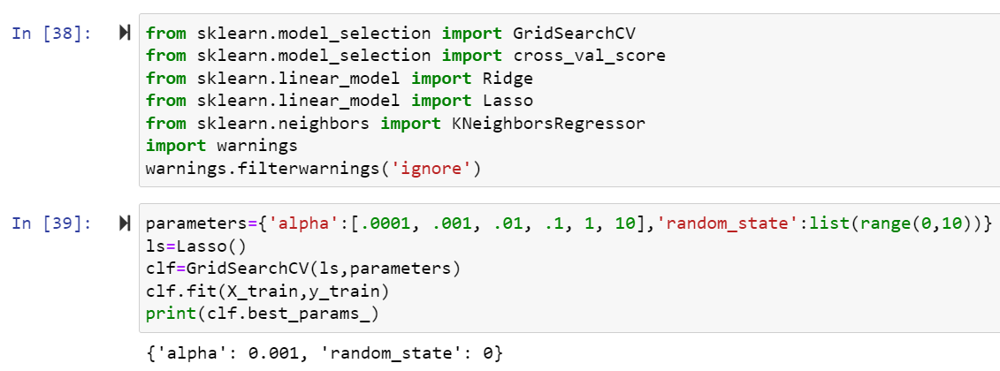 In [38]:
from sklearn.model_selection import GridSearchCV
from sklearn.model_selection import cross_val_score
from sklearn.linear_model import Ridge
from sklearn.linear_model import Lasso
from sklearn.neighbors import KNeighborsRegressor
import warnings
warnings.filterwarnings('ignore')
In [39]:
parameters={'alpha':[.0001, .001, .01, .1, 1, 10],'random_state':list(range(0,10))}
ls=Lasso()
clf=GridSearchCV(ls,parameters)
clf.fit(X_train,y_train)
print(clf.best_params_)
{'alpha': 0.001, 'random_state': 0}